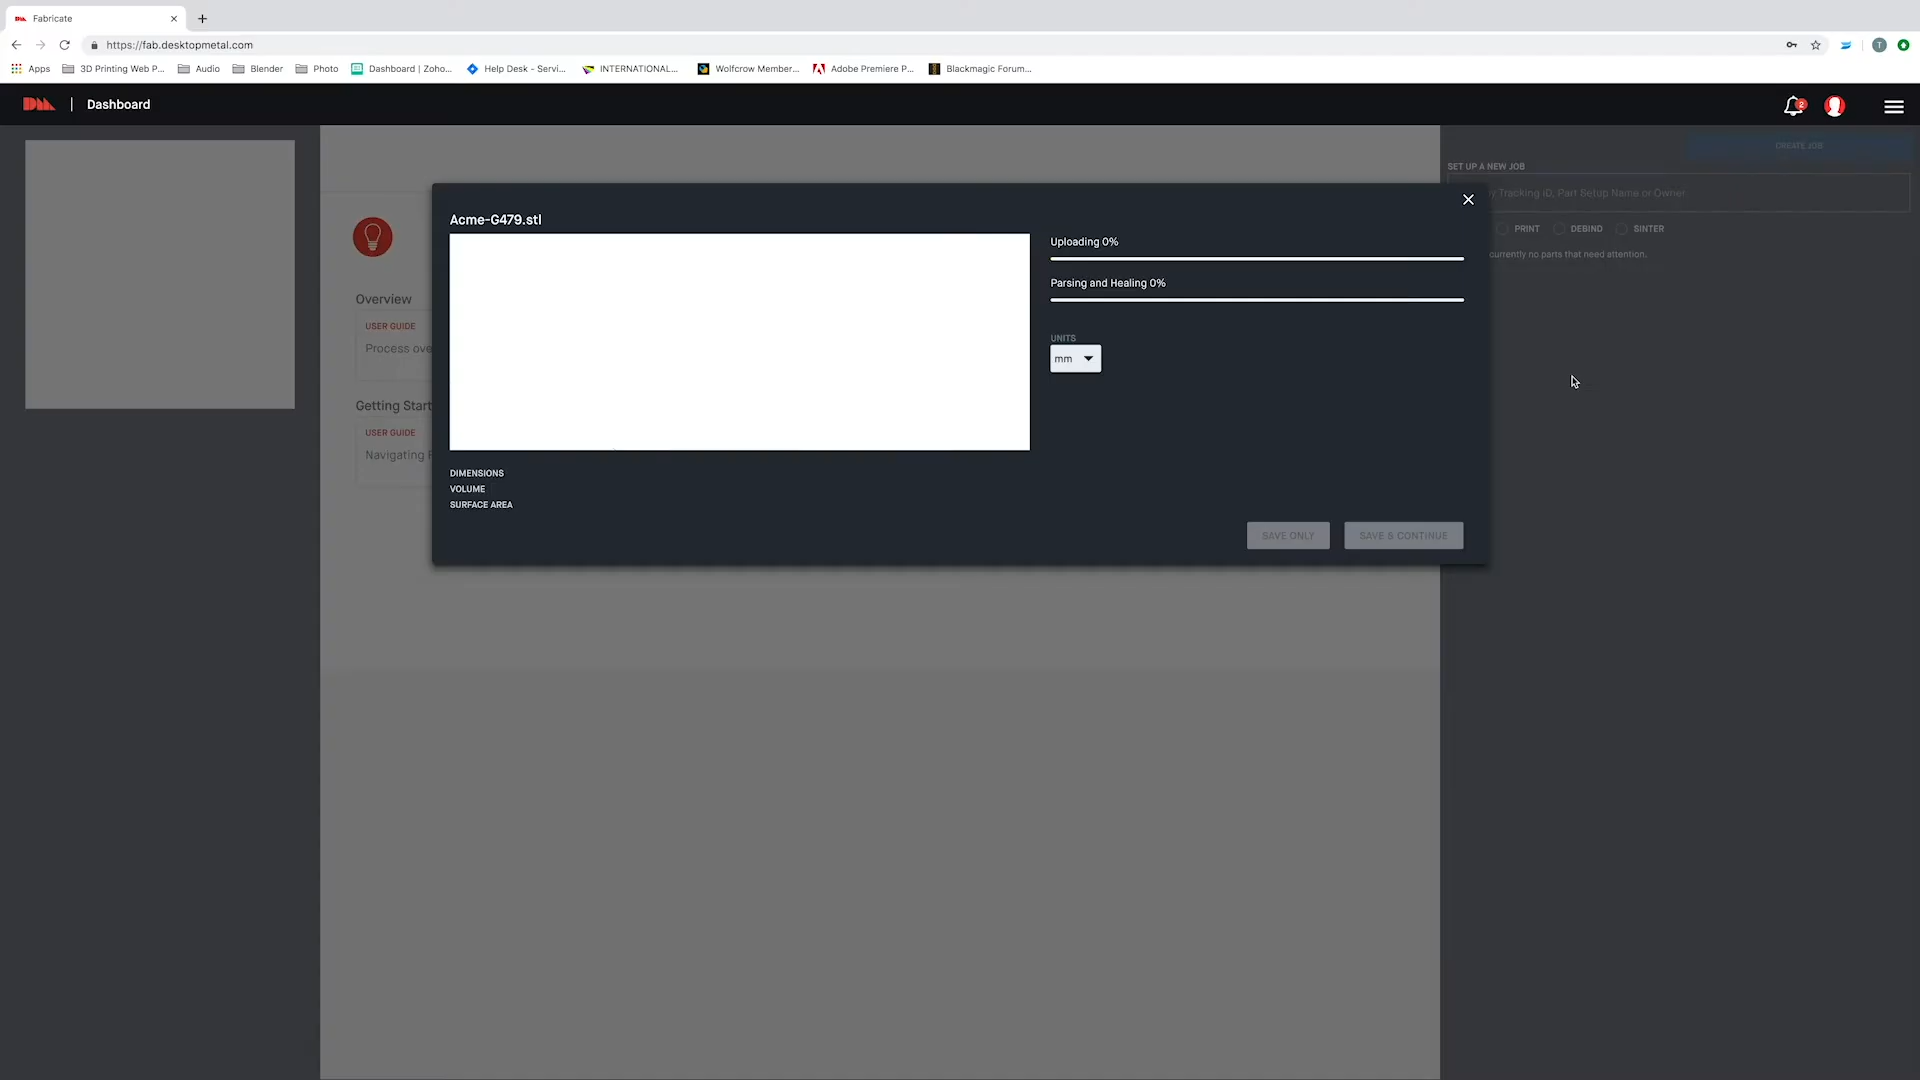 Fabricate
https://fab.desktopmetal.com
Apps
3D Printing Web P...
Audio
Blender
Photo
Dashboard | Zoho...
Help Desk - Servi...
INTERNATIONAL...
Wolfcrow Member...
Adobe Premiere P...
Blackmagic Forum...
DM
Dashboard
2
T
CREATE JOB
SET UP A NEW JOB
Tracking ID, Part Setup Name or Owner
PRINT
DEBIND
SINTER
currently no parts that need attention.
Acme-G479.stl
Uploading 0%
Parsing and Healing 0%
UNITS
mm
DIMENSIONS
VOLUME
SURFACE AREA
SAVE ONLY
SAVE & CONTINUE
Overview
USER GUIDE
Process ove
Getting Start
USER GUIDE
Navigating